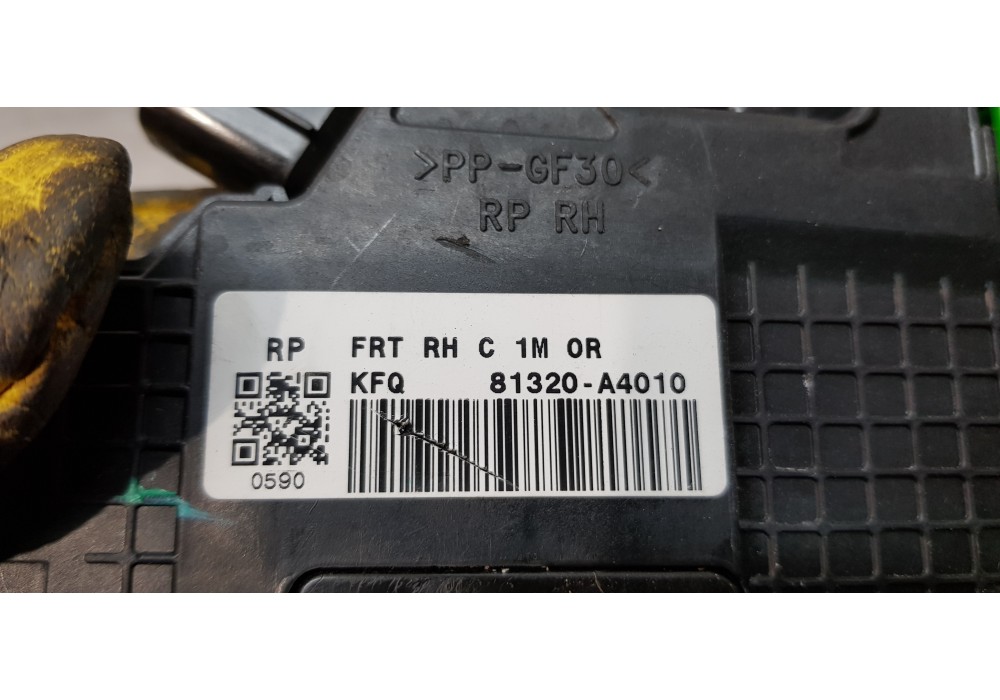 >PP-GF30<
RP RH
RP FRT RH C 1M OR
KFQ 81320-A4010
0590